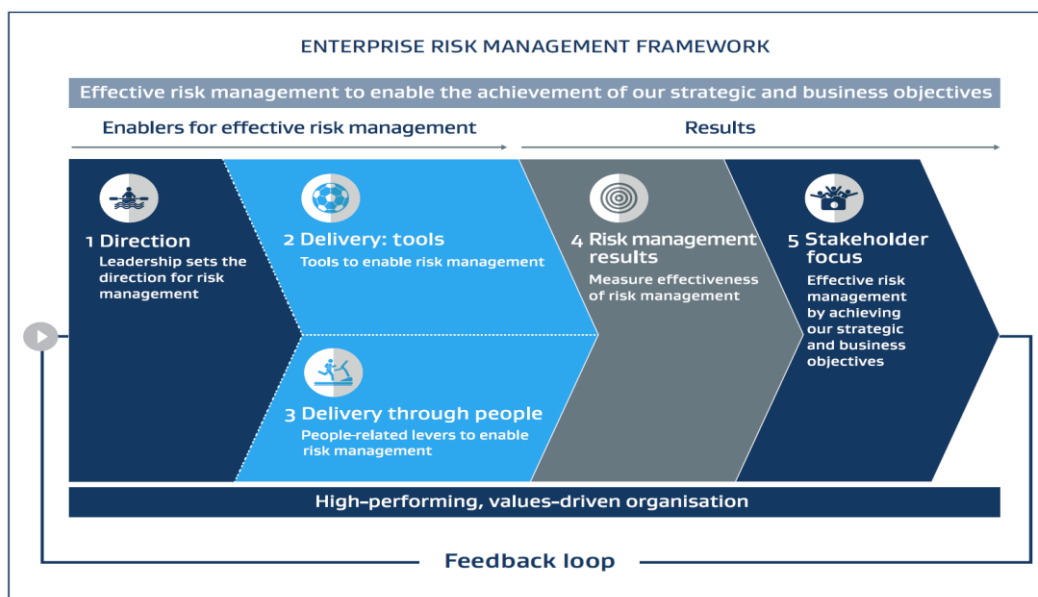 ENTERPRISE RISK MANAGEMENT FRAMEWORK
Effective risk management to enable the achievement of our strategic and business objectives
Enablers for effective risk management
Results
1 Direction
Leadership sets the
direction for risk
management
2 Delivery: tools
Tools to enable risk management
3 Delivery through people
People-related levers to enable
risk management
4 Risk management
results
Measure effectiveness
of risk management
5 Stakeholder
focus
Effective risk
management
by achieving
our strategic
and business
objectives
High-performing, values-driven organisation
Feedback loop